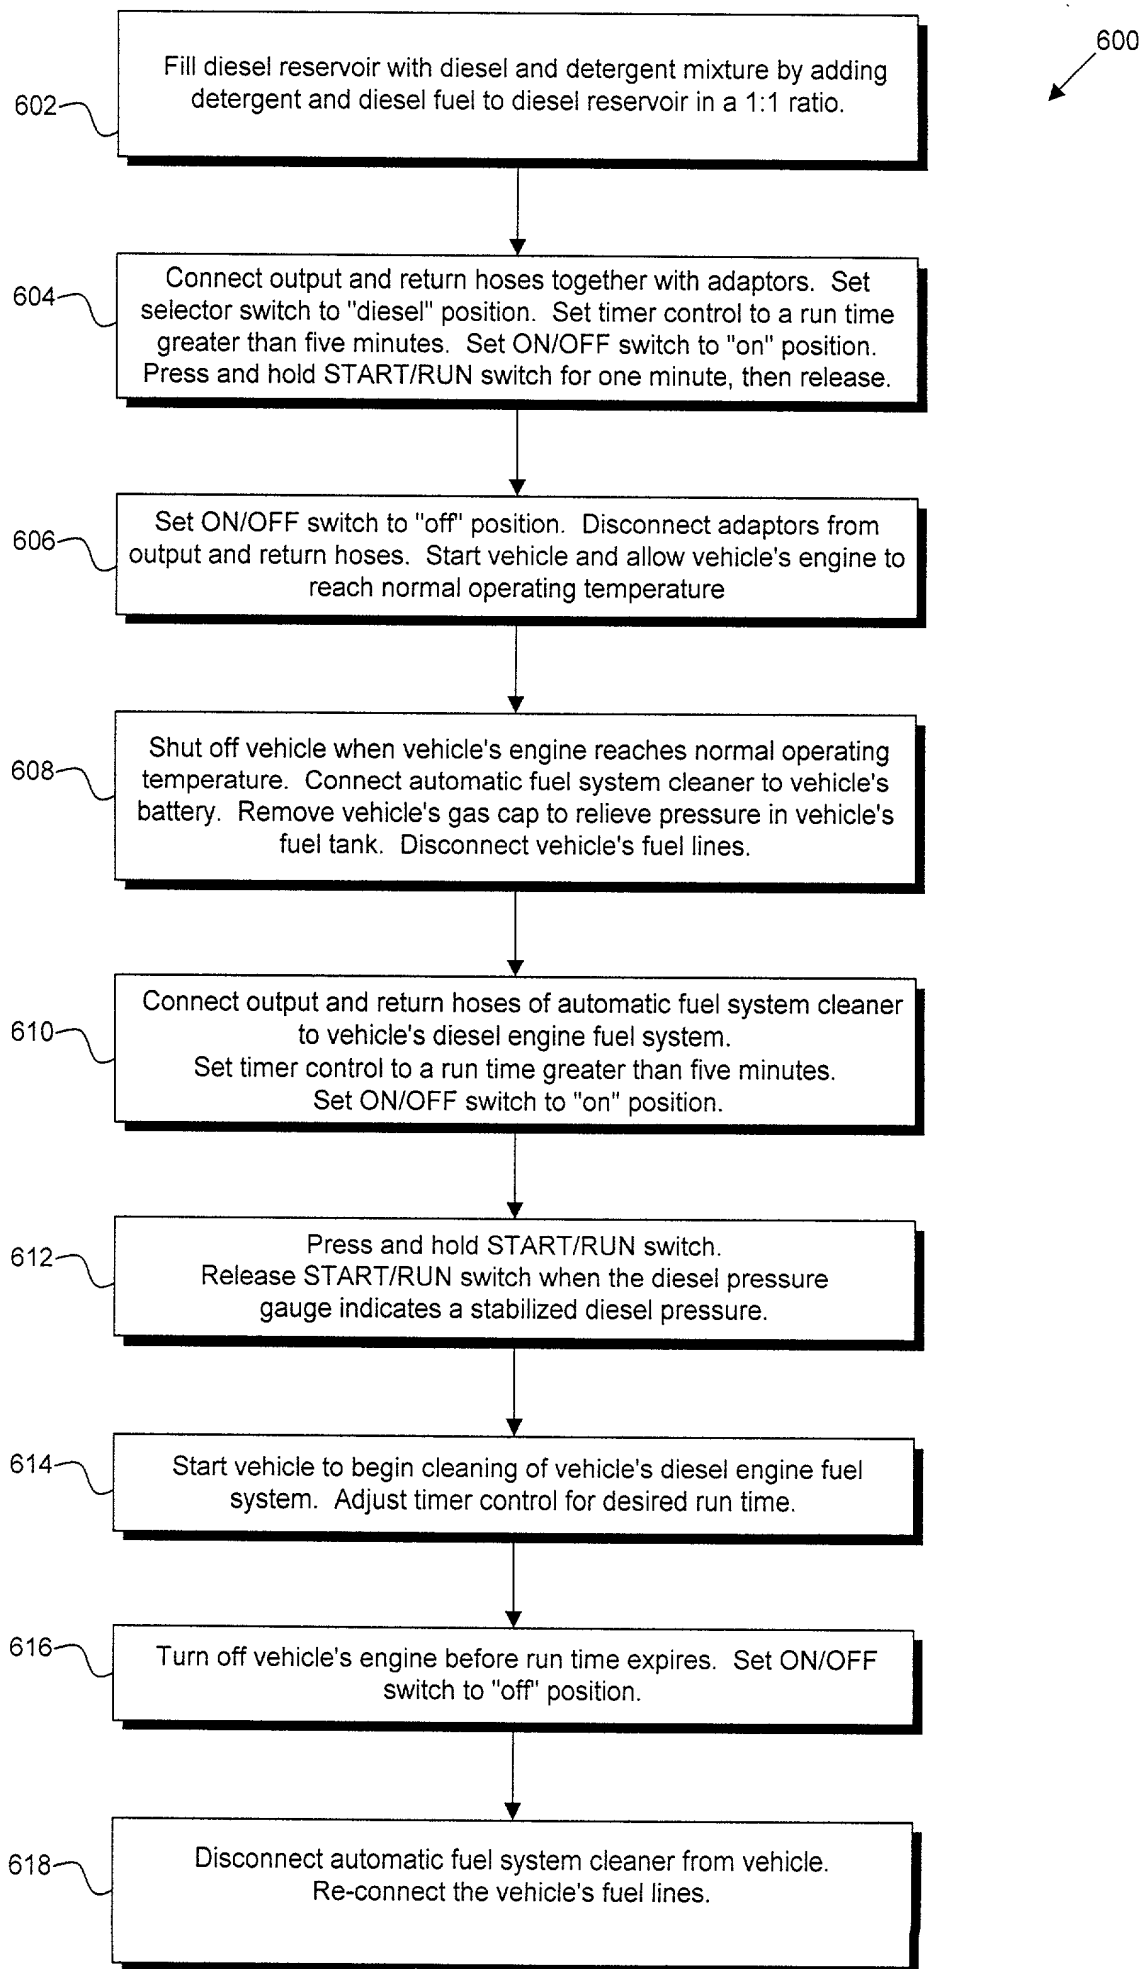 600
602
Fill diesel reservoir with diesel and detergent mixture by adding
detergent and diesel fuel to diesel reservoir in a 1:1 ratio.
604
Connect output and return hoses together with adaptors. Set
selector switch to "diesel" position. Set timer control to a run time
greater than five minutes. Set ON/OFF switch to "on" position.
Press and hold START/RUN switch for one minute, then release.
606
Set ON/OFF switch to "off" position. Disconnect adaptors from
output and return hoses. Start vehicle and allow vehicle's engine to
reach normal operating temperature
608
Shut off vehicle when vehicle's engine reaches normal operating
temperature. Connect automatic fuel system cleaner to vehicle's
battery. Remove vehicle's gas cap to relieve pressure in vehicle's
fuel tank. Disconnect vehicle's fuel lines.
610
Connect output and return hoses of automatic fuel system cleaner
to vehicle's diesel engine fuel system.
Set timer control to a run time greater than five minutes.
Set ON/OFF switch to "on" position.
612
Press and hold START/RUN switch.
Release START/RUN switch when the diesel pressure
gauge indicates a stabilized diesel pressure.
614
Start vehicle to begin cleaning of vehicle's diesel engine fuel
system. Adjust timer control for desired run time.
616
Turn off vehicle's engine before run time expires. Set ON/OFF
switch to "off" position.
618
Disconnect automatic fuel system cleaner from vehicle.
Re-connect the vehicle's fuel lines.